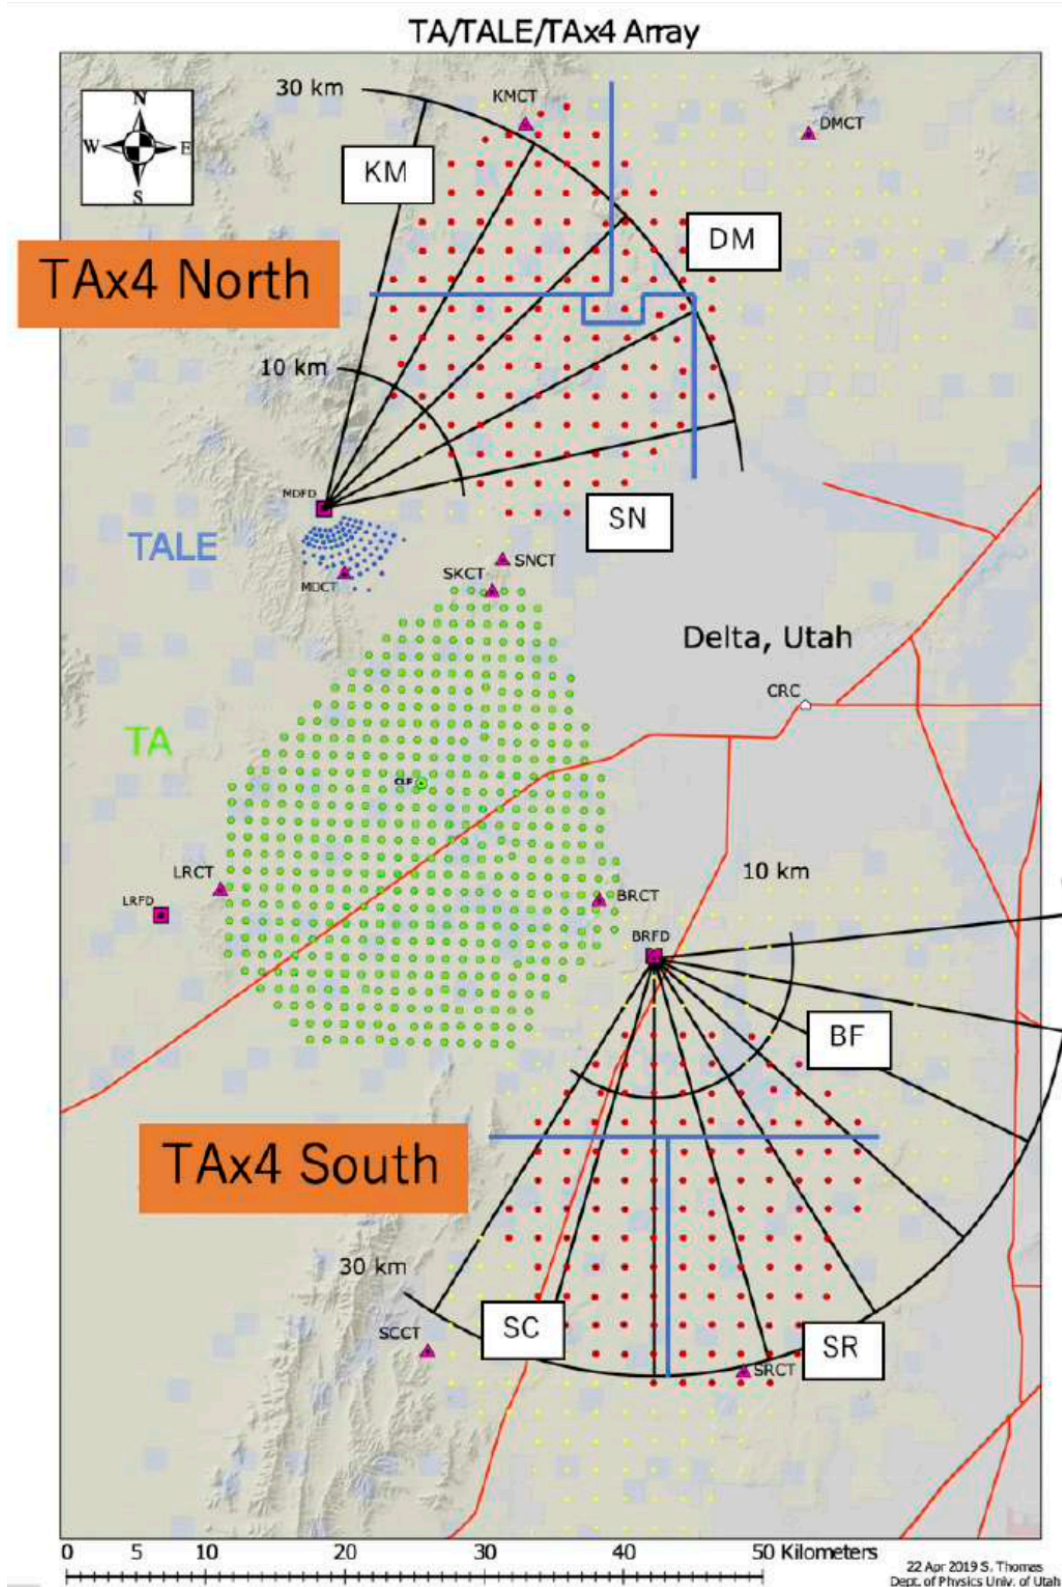 TA/TALE/TAx4 Array
30 km
KMCT
DMCT
N
W
E
S
KM
DM
TAx4 North
10 km
MDFD
SN
TALE
SNCT
SKCT
MDCT
Delta, Utah
CRC
TA
CLF
10 km
LRCT
LRFD
BRCT
BRFD
BF
TAx4 South
30 km
SC
SR
SCCT
SRCT
0 5 10 20 30 40 50 Kilometers
22 Apr 2019 S. Thomas
Dept. of Physics Univ. of Utah